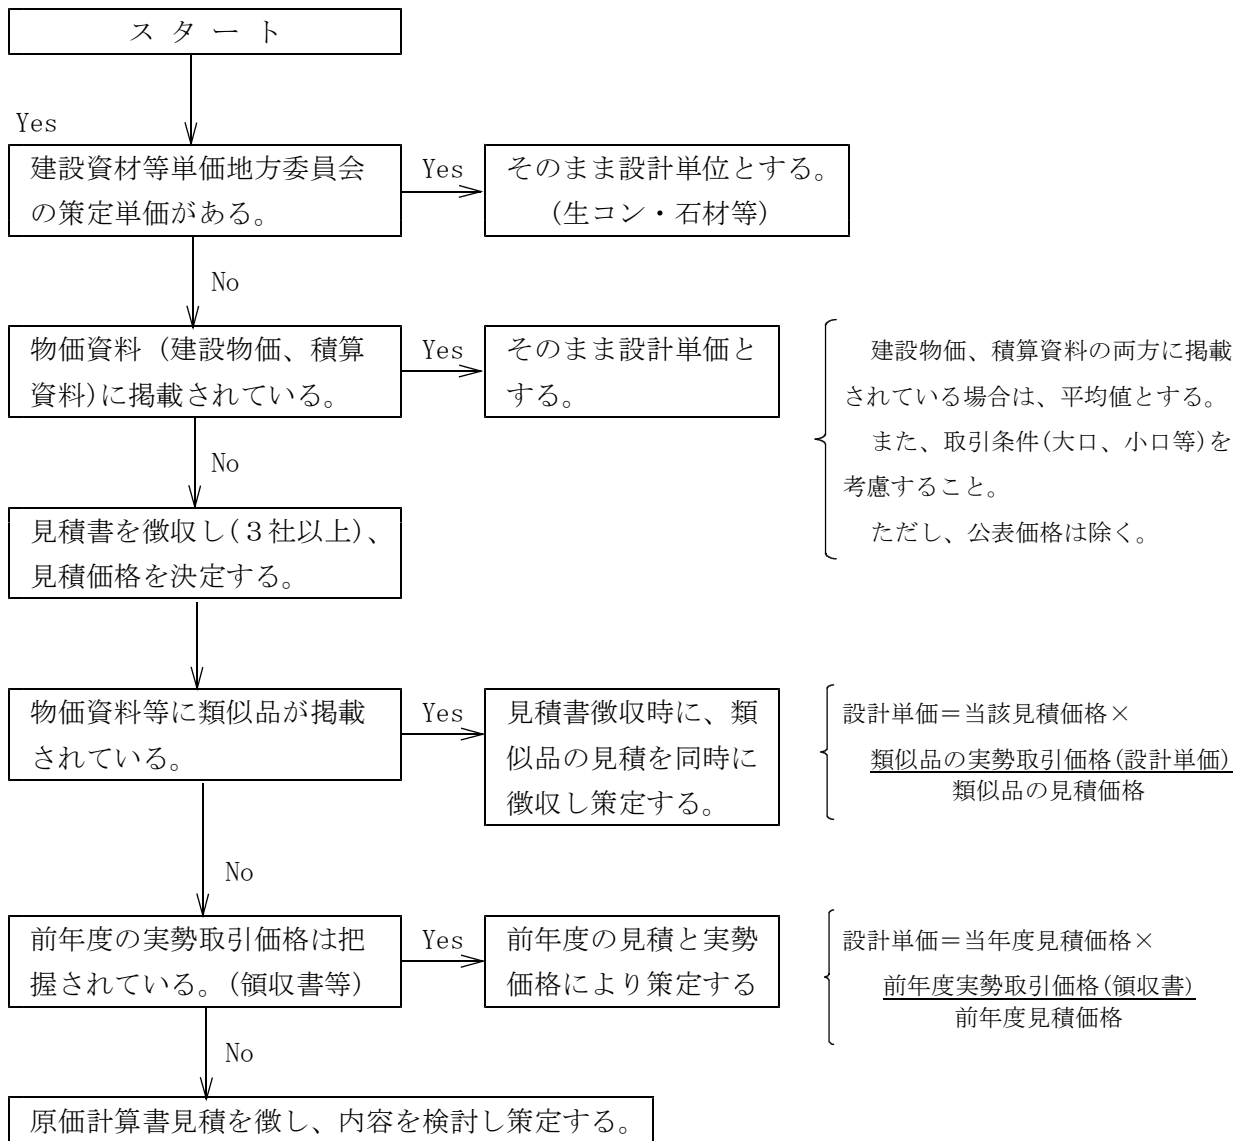 スタート
Yes
建設資材等単価地方委員会
の策定単価がある。
Yes
そのまま設計単位とする。
(生コン・石材等)
No
物価資料(建設物価、積算
資料)に掲載されている。
Yes
そのまま設計単価と
する。
建設物価、積算資料の両方に掲載
されている場合は、平均値とする。
また、取引条件(大口、小口等)を
考慮すること。
ただし、公表価格は除く。
No
見積書を徴収し(3社以上)、
見積価格を決定する。
物価資料等に類似品が掲載
されている。
Yes
見積書徴収時に、類
似品の見積を同時に
徴収し策定する。
設計単価=当該見積価格×
類似品の実勢取引価格(設計単価)
類似品の見積価格
No
前年度の実勢取引価格は把
握されている。(領収書等)
Yes
前年度の見積と実勢
価格により策定する
設計単価=当年度見積価格×
前年度実勢取引価格(領収書)
前年度見積価格
No
原価計算書見積を徴し、内容を検討し策定する。